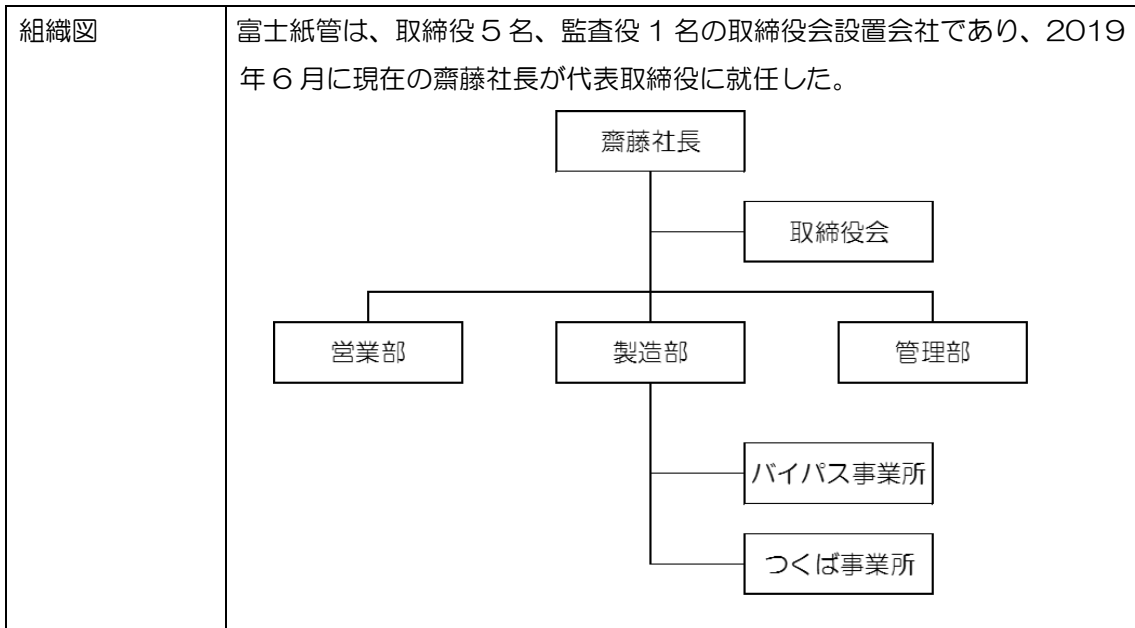 組織図
富士紙管は、取締役５名、監査役１名の取締役会設置会社であり、２０１９
年６月に現在の齋藤社長が代表取締役に就任した。
齋藤社長
取締役会
営業部
製造部
管理部
バイパス事業所
つくば事業所